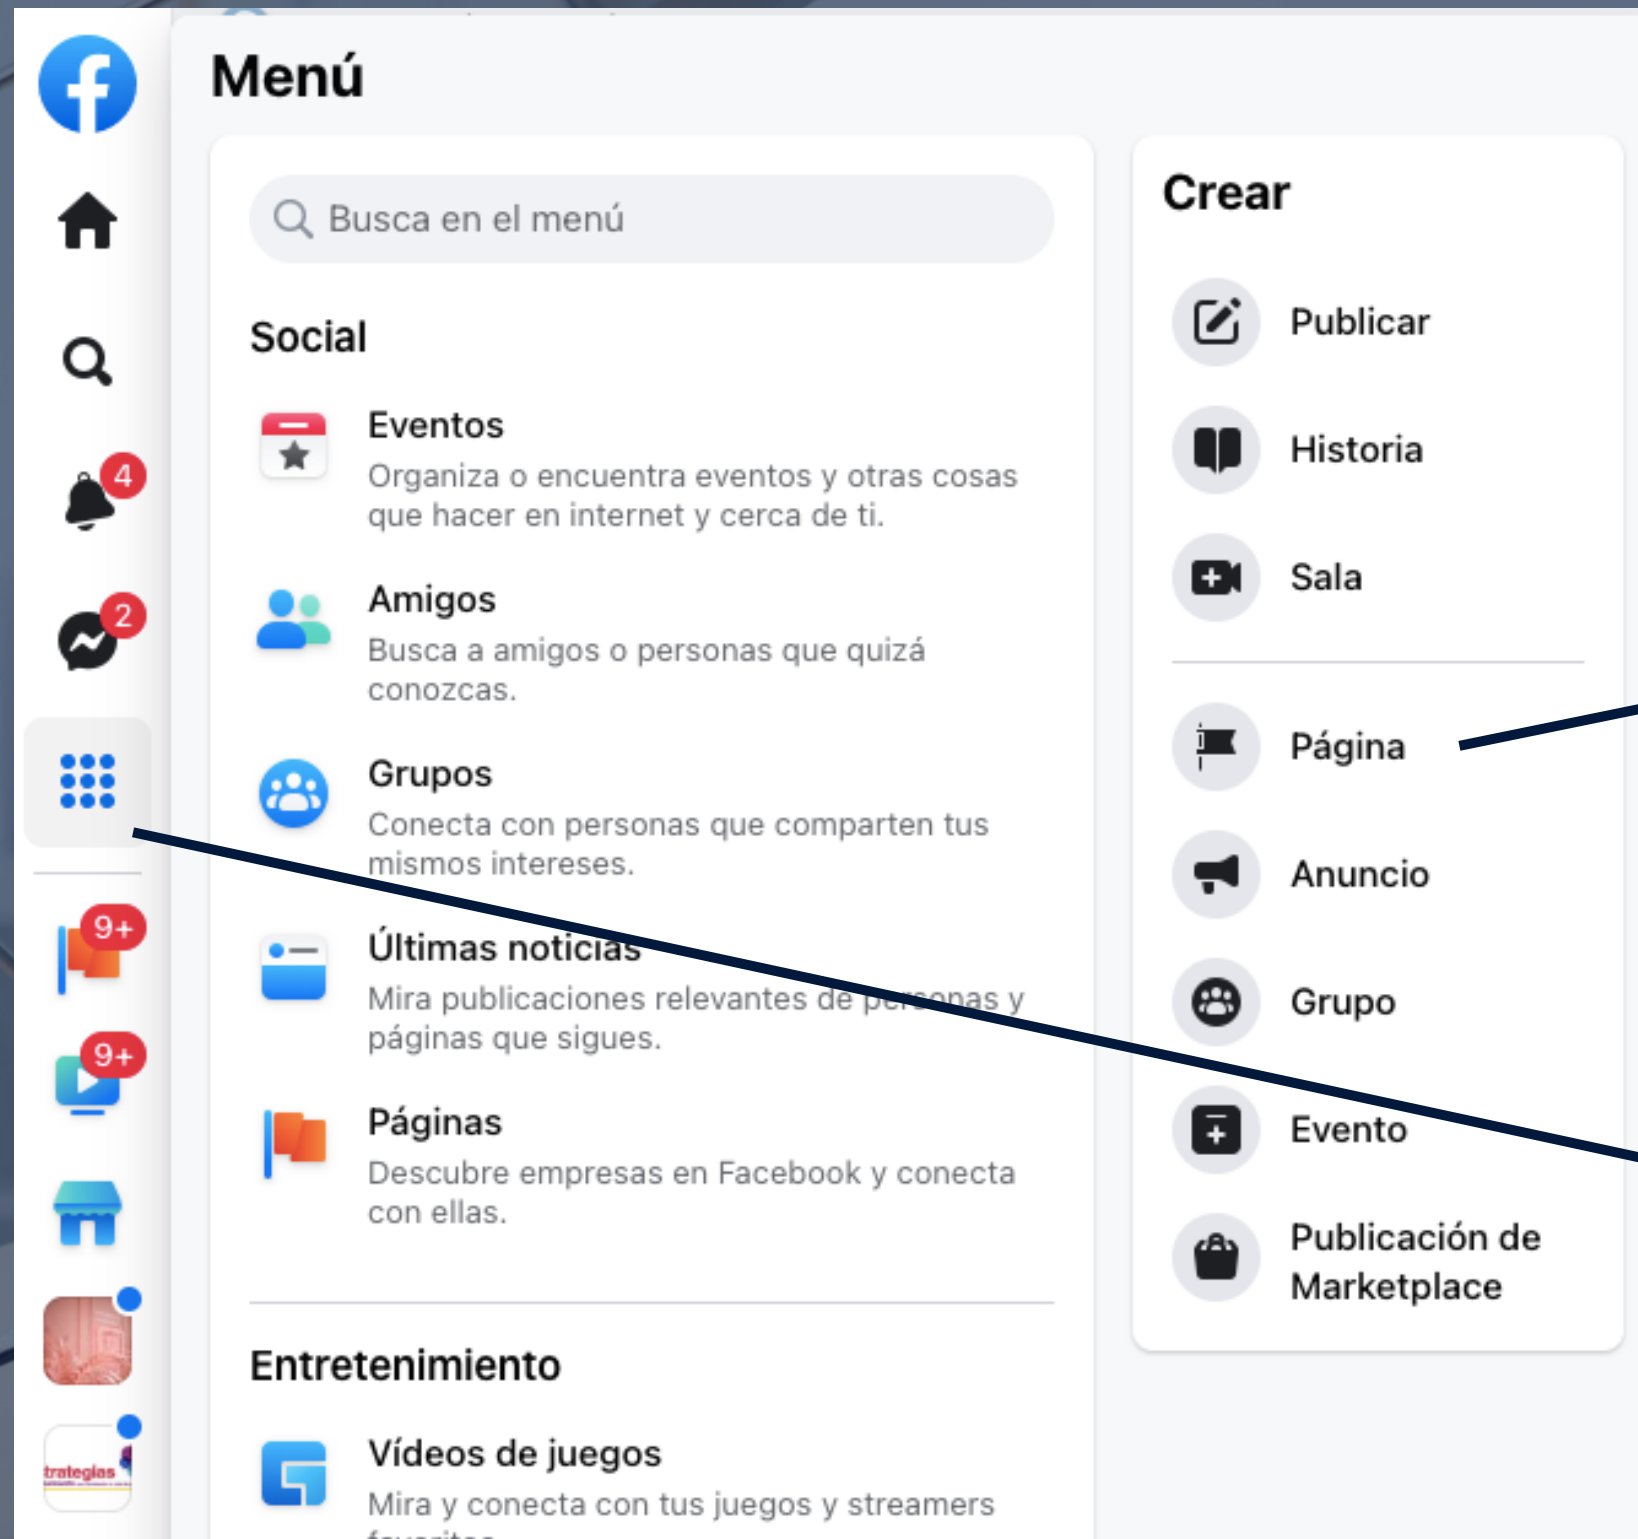 Menú
Busca en el menú
Social
Eventos
Organiza o encuentra eventos y otras cosas
que hacer en internet y cerca de ti.
Amigos
Busca a amigos o personas que quizá
conozcas.
Grupos
Conecta con personas que comparten tus
mismos intereses.
Últimas noticias
Mira publicaciones relevantes de personas y
páginas que sigues.
Páginas
Descubre empresas en Facebook y conecta
con ellas.
Entretenimiento
Vídeos de juegos
Mira y conecta con tus juegos y streamers
Crear
Publicar
Historia
Sala
Página
Anuncio
Grupo
Evento
Publicación de
Marketplace
4
2
9+
9+
trategias